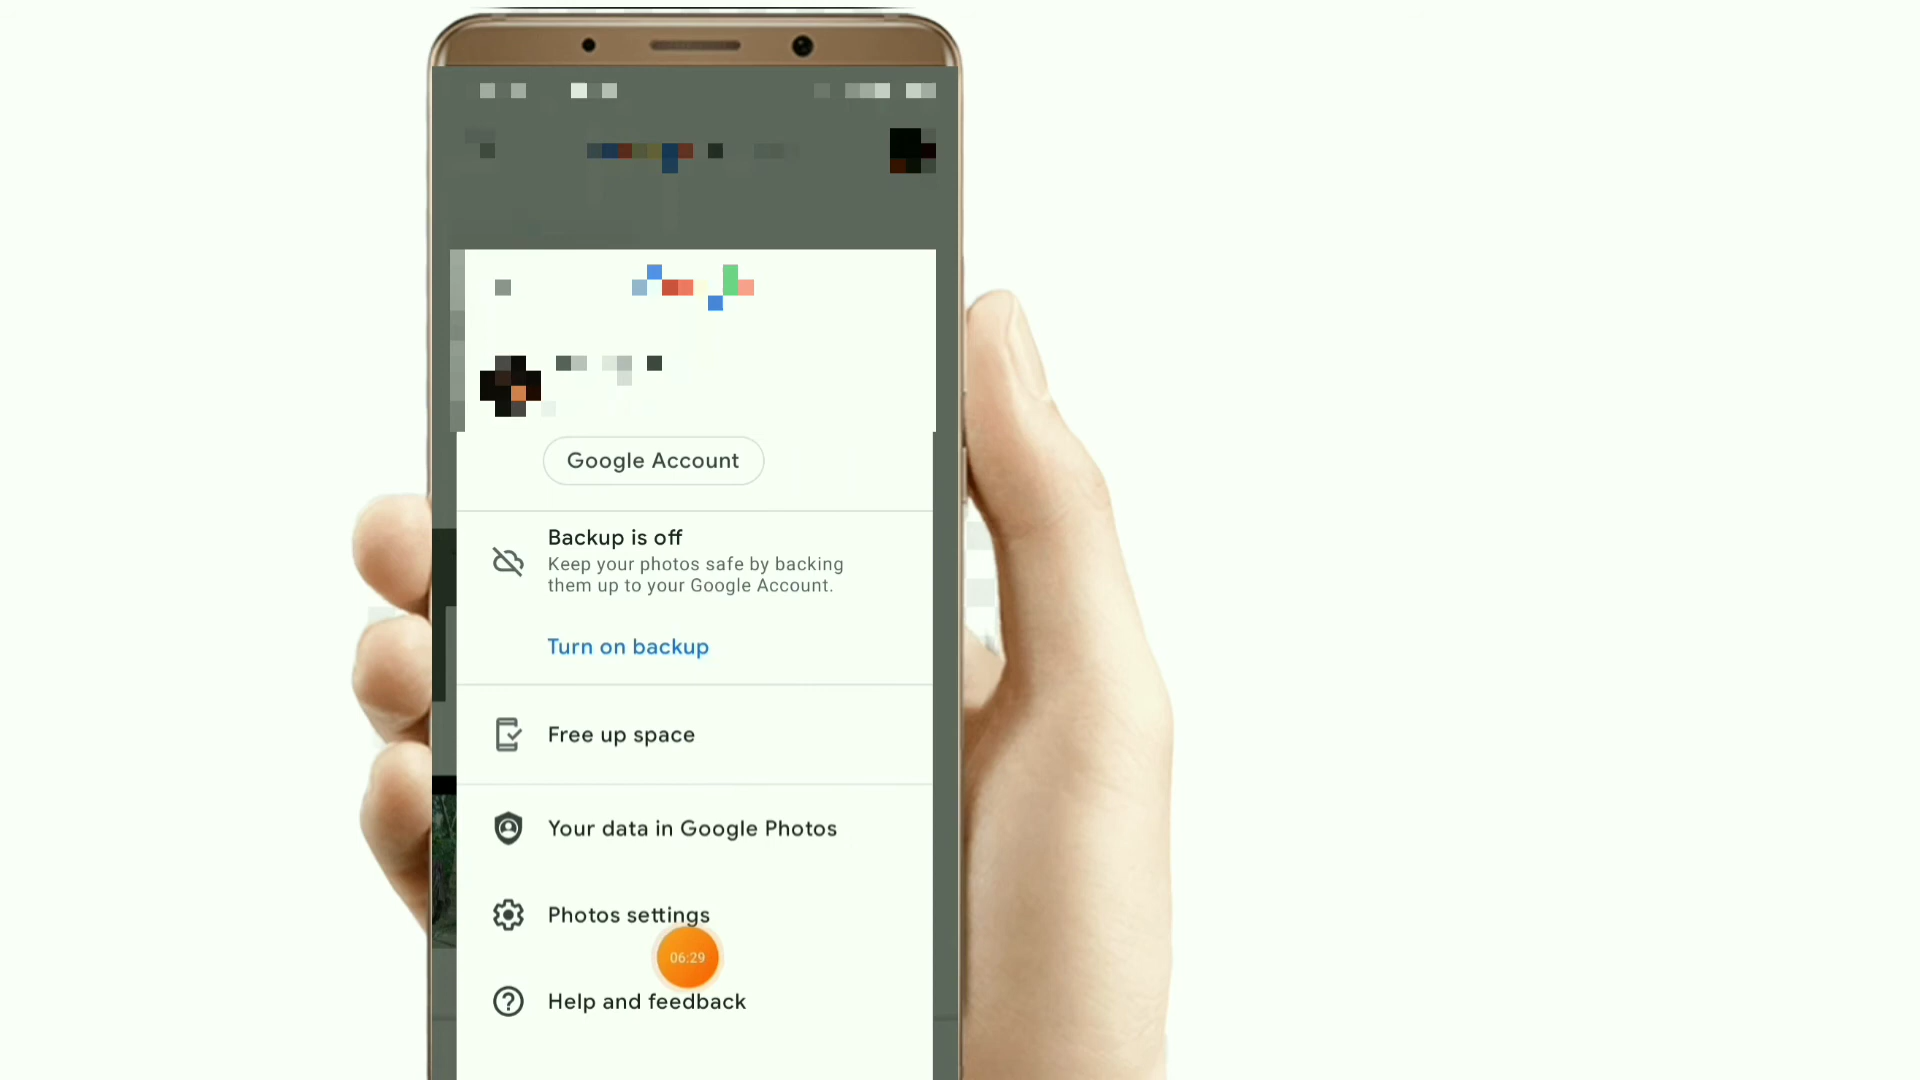 Google Account
Backup is off
Keep your photos safe by backing
them up to your Google Account.
Turn on backup
Free up space
Your data in Google Photos
Photos settings
06:29
Help and feedback